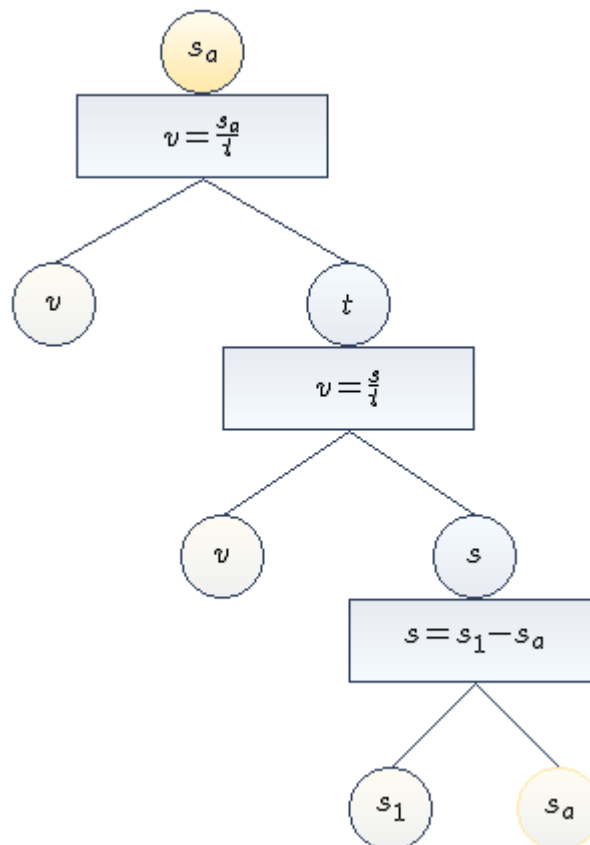 s_a
v = s_a/t
v
t
v = s/t
v
s
s = s_1 − s_a
s_1
s_a